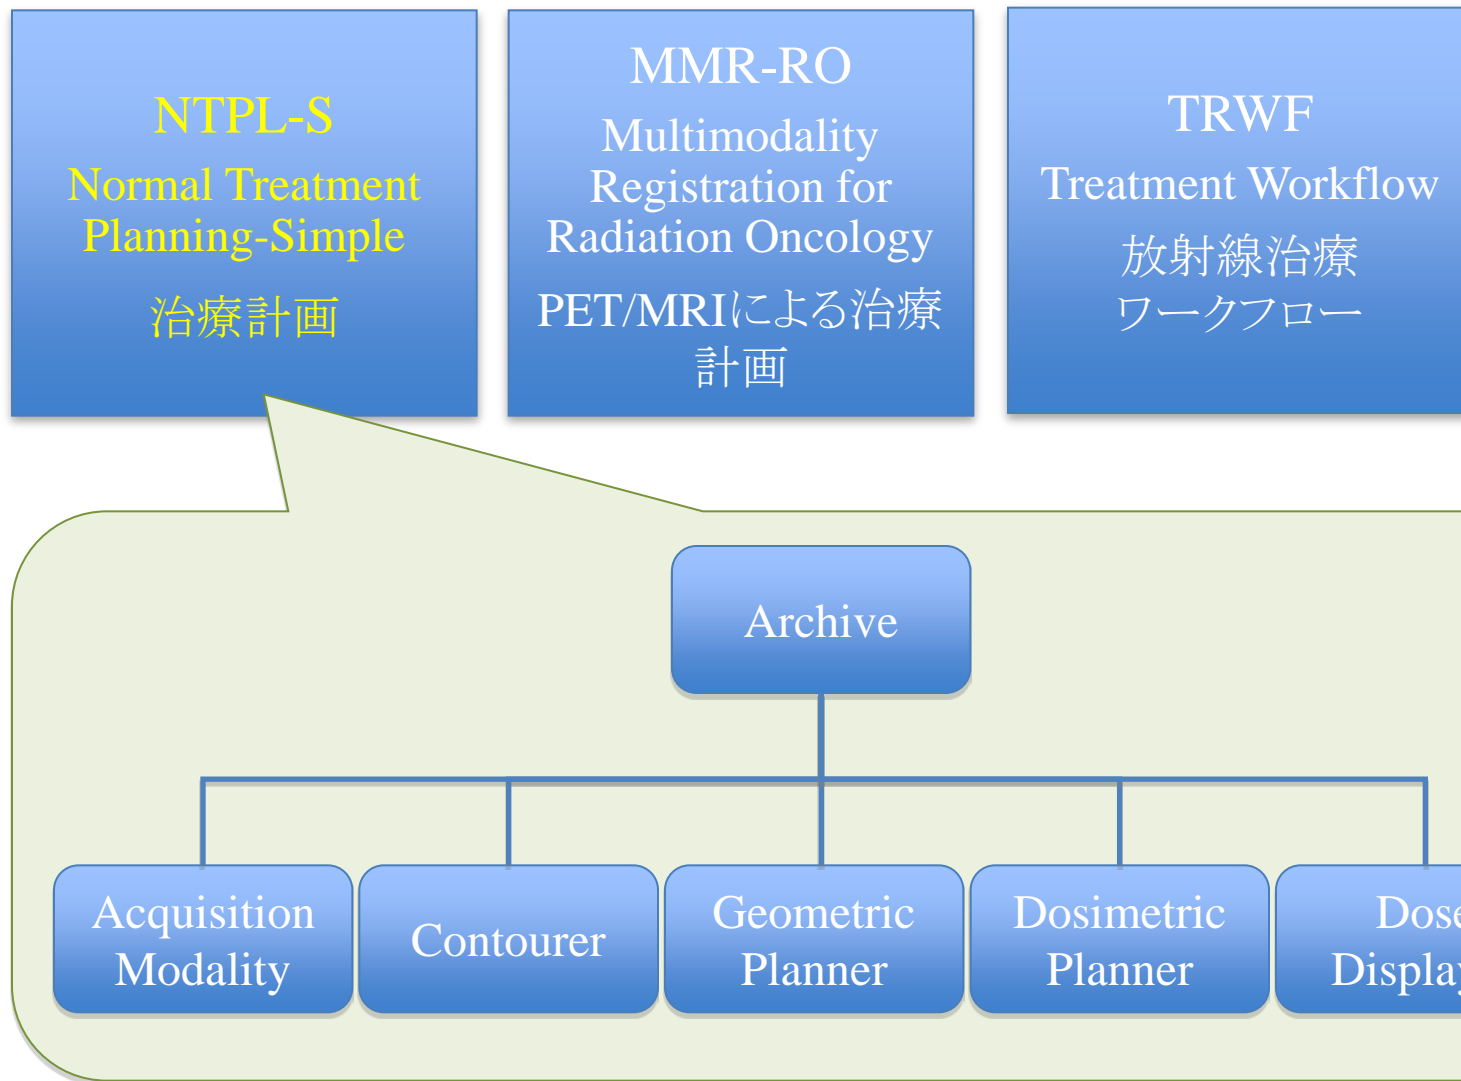 NTPL-S
Normal Treatment
Planning-Simple
治療計画
MMR-RO
Multimodality
Registration for
Radiation Oncology
PET/MRIによる治療
計画
TRWF
Treatment Workflow
放射線治療
ワークフロー
Archive
Acquisition
Modality
Contourer
Geometric
Planner
Dosimetric
Planner
Dose
Display